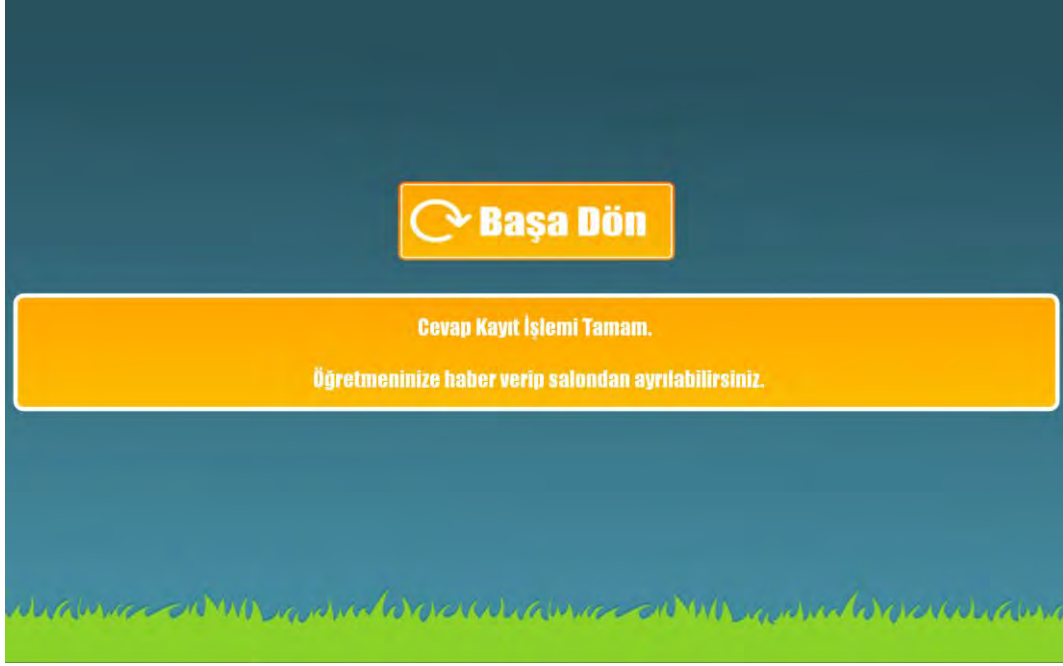 Başa Dön
Cevap Kayıt İşlemi Tamam.
Öğretmeninize haber verip salondan ayrılabilirsiniz.